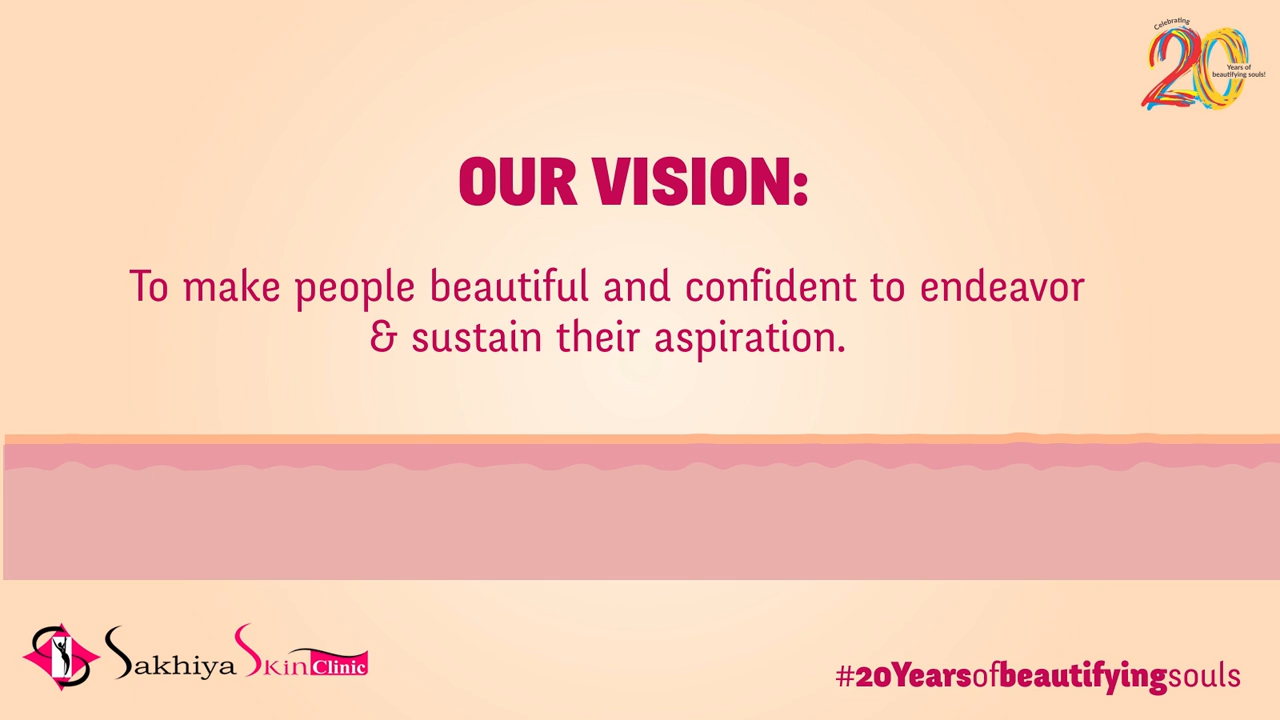 Celebrating
20
Years of
beautifying souls!
OUR VISION:
To make people beautiful and confident to endeavor
& sustain their aspiration.
Sakhiya Skin Clinic
#20Yearsofbeautifyingsouls